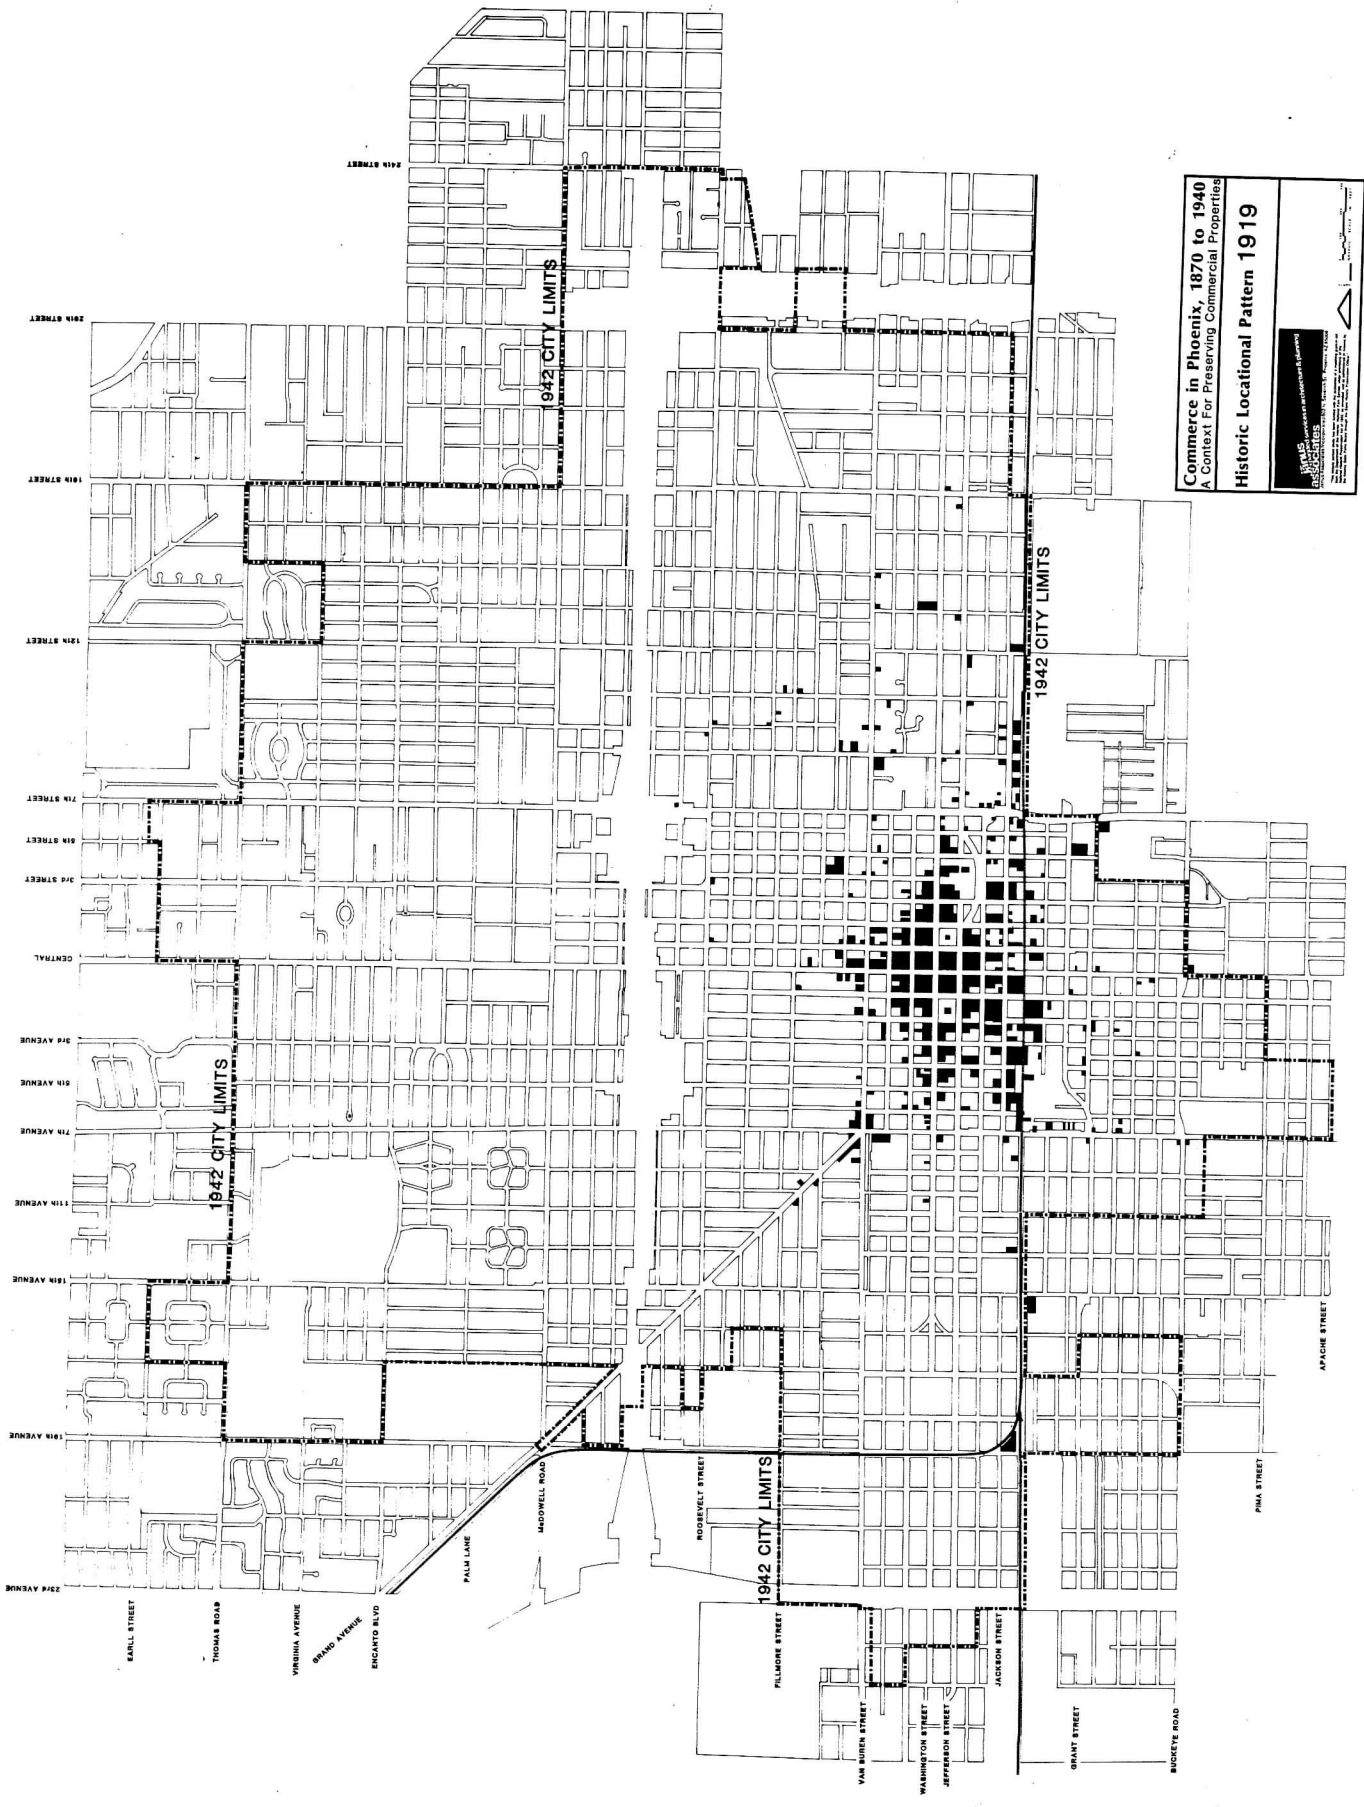 24th STREET
20th STREET
16th STREET
12th STREET
7th STREET
5th STREET
3rd STREET
CENTRAL
3rd AVENUE
5th AVENUE
7th AVENUE
11th AVENUE
15th AVENUE
19th AVENUE
23rd AVENUE
1942 CITY LIMITS
1942 CITY LIMITS
1942 CITY LIMITS
1942 CITY LIMITS
EARLL STREET
THOMAS ROAD
VIRGINIA AVENUE
GRAND AVENUE
ENCANTO BLVD
PALM LANE
McDOWELL ROAD
ROOSEVELT STREET
FILLMORE STREET
VAN BUREN STREET
WASHINGTON STREET
JEFFERSON STREET
JACKSON STREET
GRANT STREET
BUCKEYE ROAD
PIMA STREET
APACHE STREET
Commerce in Phoenix, 1870 to 1940
A Context For Preserving Commercial Properties
Historic Locational Pattern 1919
associates